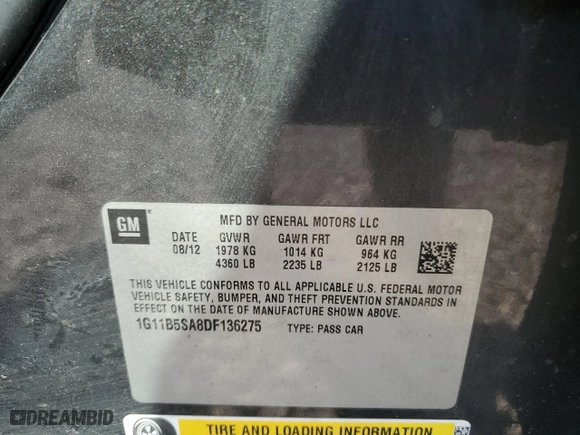 GM
MFD BY GENERAL MOTORS LLC
DATE GVWR GAWR FRT GAWR RR
08/12 1978 KG 1014 KG 964 KG
4360 LB 2235 LB 2125 LB
THIS VEHICLE CONFORMS TO ALL APPLICABLE U.S. FEDERAL MOTOR
VEHICLE SAFETY, BUMPER, AND THEFT PREVENTION STANDARDS IN
EFFECT ON THE DATE OF MANUFACTURE SHOWN ABOVE.
1G11B5SA8DF136275 TYPE: PASS CAR
TIRE AND LOADING INFORMATION
DREAMBID